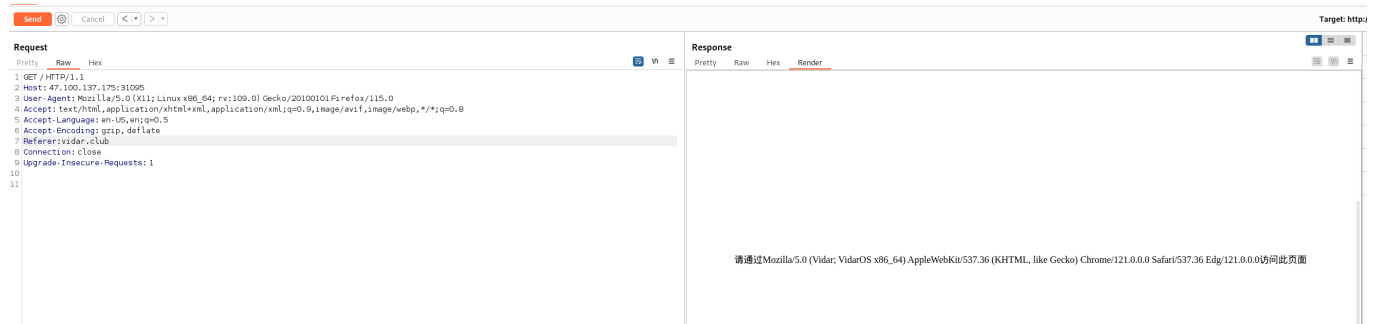 Send Cancel < >
Target: http:/
Request
Pretty Raw Hex
\n
1 GET / HTTP/1.1
2 Host: 47.100.137.175:31095
3 User-Agent: Mozilla/5.0 (X11; Linux x86_64; rv:109.0) Gecko/20100101 Firefox/115.0
4 Accept: text/html,application/xhtml+xml,application/xml;q=0.9,image/avif,image/webp,*/*;q=0.8
5 Accept-Language: en-US,en;q=0.5
6 Accept-Encoding: gzip, deflate
7 Referer:vidar.club
8 Connection: close
9 Upgrade-Insecure-Requests: 1
10
11
Response
Pretty Raw Hex Render
\n
请通过Mozilla/5.0 (Vidar; VidarOS x86_64) AppleWebKit/537.36 (KHTML, like Gecko) Chrome/121.0.0.0 Safari/537.36 Edg/121.0.0.0访问此页面